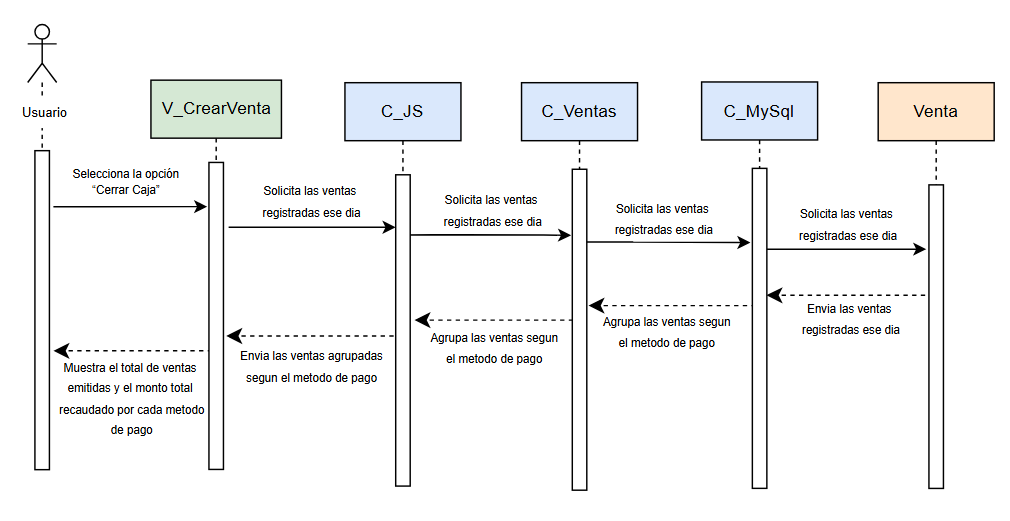 Usuario
V_CrearVenta
C_JS
C_Ventas
C_MySql
Venta
Selecciona la opción
“Cerrar Caja”
Solicita las ventas
registradas ese dia
Solicita las ventas
registradas ese dia
Solicita las ventas
registradas ese dia
Solicita las ventas
registradas ese dia
Envia las ventas
registradas ese dia
Agrupa las ventas segun
el metodo de pago
Agrupa las ventas segun
el metodo de pago
Envia las ventas agrupadas
segun el metodo de pago
Muestra el total de ventas
emitidas y el monto total
recaudado por cada metodo
de pago